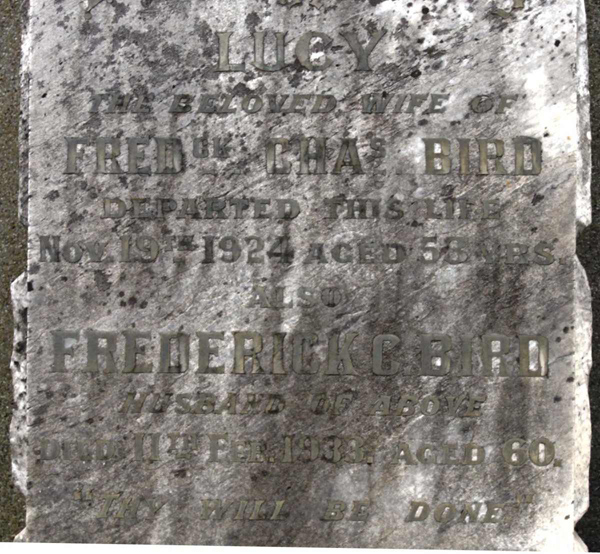 LUCY
THE BELOVED WIFE OF
FREDCK CHAS BIRD
DEPARTED THIS LIFE
NOV. 19TH 1924 AGED 58 YRS
ALSO
FREDERICK C. BIRD
HUSBAND OF ABOVE
DIED 11TH FEB. AGED 60.
"THY WILL BE DONE"